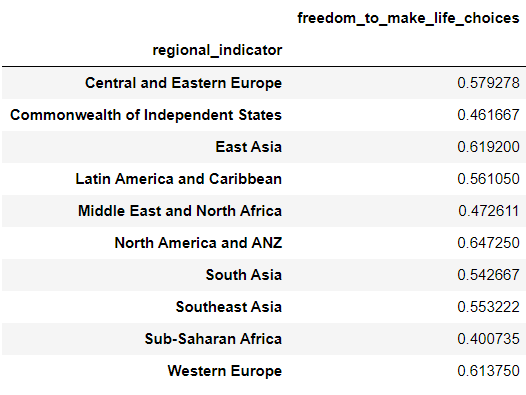 freedom_to_make_life_choices
regional_indicator
Central and Eastern Europe 0.579278
Commonwealth of Independent States 0.461667
East Asia 0.619200
Latin America and Caribbean 0.561050
Middle East and North Africa 0.472611
North America and ANZ 0.647250
South Asia 0.542667
Southeast Asia 0.553222
Sub-Saharan Africa 0.400735
Western Europe 0.613750